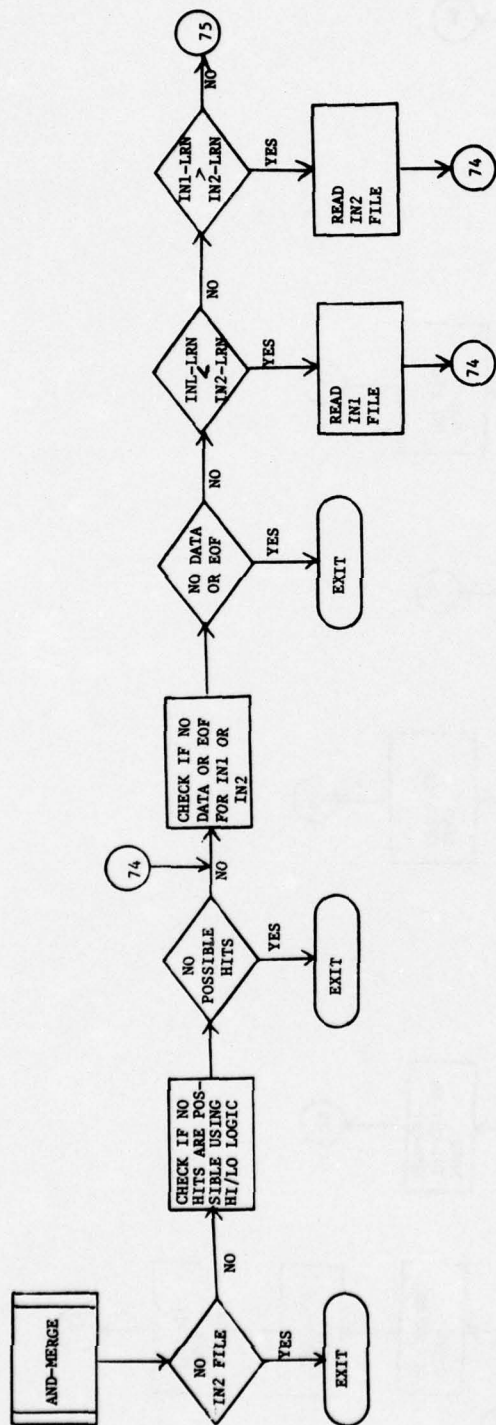 AND-MERGE
NO
IN2 FILE
YES
EXIT
NO
CHECK IF NO
HITS ARE POS-
SIBLE USING
HI/LO LOGIC
NO
POSSIBLE
HITS
YES
EXIT
NO
74
CHECK IF NO
DATA OR EOF
FOR IN1 OR
IN2
NO DATA
OR EOF
YES
EXIT
NO
INL-LRN
<
IN2-LRN
YES
READ
IN1
FILE
74
NO
IN1-LRN
>
IN2-LRN
YES
READ
IN2
FILE
74
NO
75